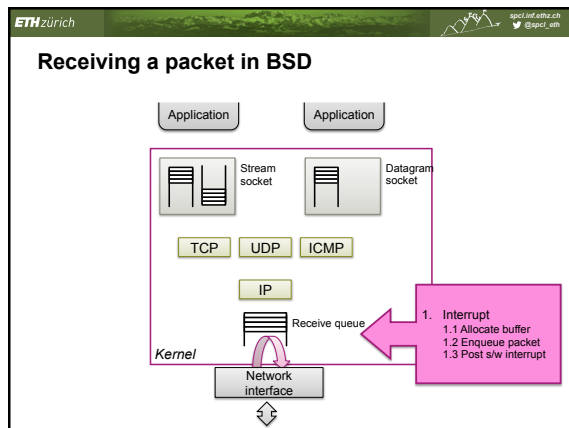 ETH zürich
spcl.inf.ethz.ch
@spcl_eth
Receiving a packet in BSD
Application
Application
Stream
socket
Datagram
socket
TCP
UDP
ICMP
IP
Receive queue
Kernel
Network
interface
1. Interrupt
1.1 Allocate buffer
1.2 Enqueue packet
1.3 Post s/w interrupt